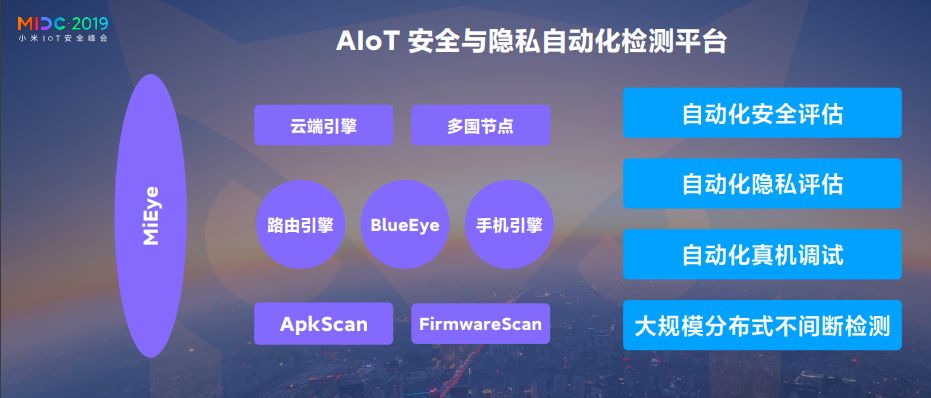 MIDC·2019
小米IoT安全峰会
AIoT 安全与隐私自动化检测平台
MiEye
云端引擎
多国节点
路由引擎
BlueEye
手机引擎
ApkScan
FirmwareScan
自动化安全评估
自动化隐私评估
自动化真机调试
大规模分布式不间断检测